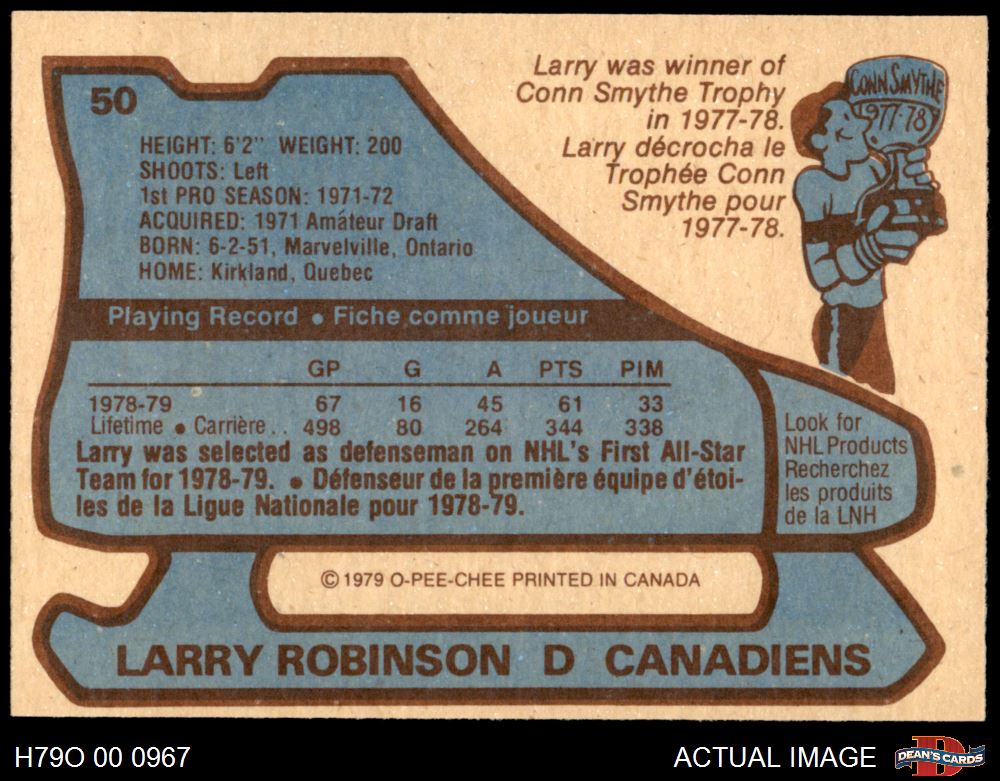 50
Larry was winner of
Conn Smythe Trophy
in 1977-78.
Larry décrocha le
Trophée Conn
Smythe pour
1977-78.
CONN SMYTHE
1977-78
HEIGHT: 6'2" WEIGHT: 200
SHOOTS: Left
1st PRO SEASON: 1971-72
ACQUIRED: 1971 Amáteur Draft
BORN: 6-2-51, Marvelville, Ontario
HOME: Kirkland, Quebec
Playing Record • Fiche comme joueur
GP G A PTS PIM
1978-79 67 16 45 61 33
Lifetime • Carrière.. 498 80 264 344 338
Larry was selected as defenseman on NHL's First All-Star
Team for 1978-79. • Défenseur de la première équipe d'étoi-
les de la Ligue Nationale pour 1978-79.
Look for
NHL Products
Recherchez
les produits
de la LNH
© 1979 O-PEE-CHEE PRINTED IN CANADA
LARRY ROBINSON D CANADIENS
H79O 00 0967
ACTUAL IMAGE
D
DEAN'S CARDS